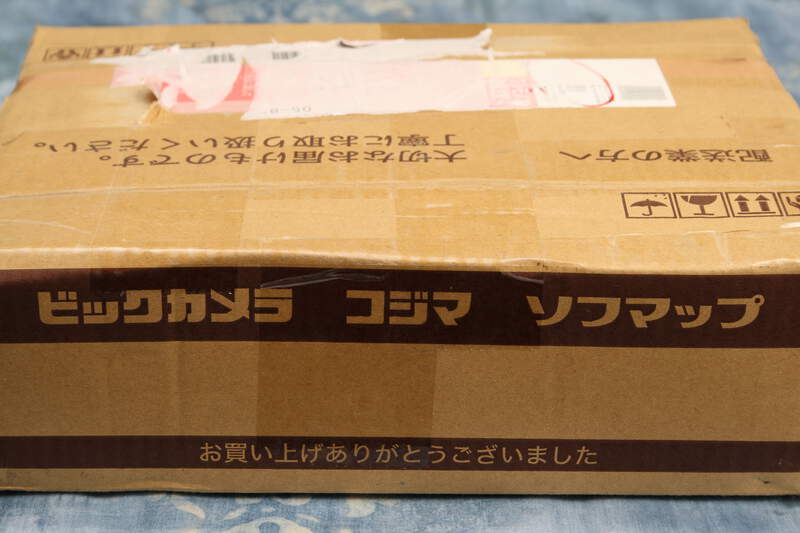 配送業の方へ
大切なお届けものです。
丁寧にお取り扱いください。
ビックカメラ コジマ ソフマップ
お買い上げありがとうございました